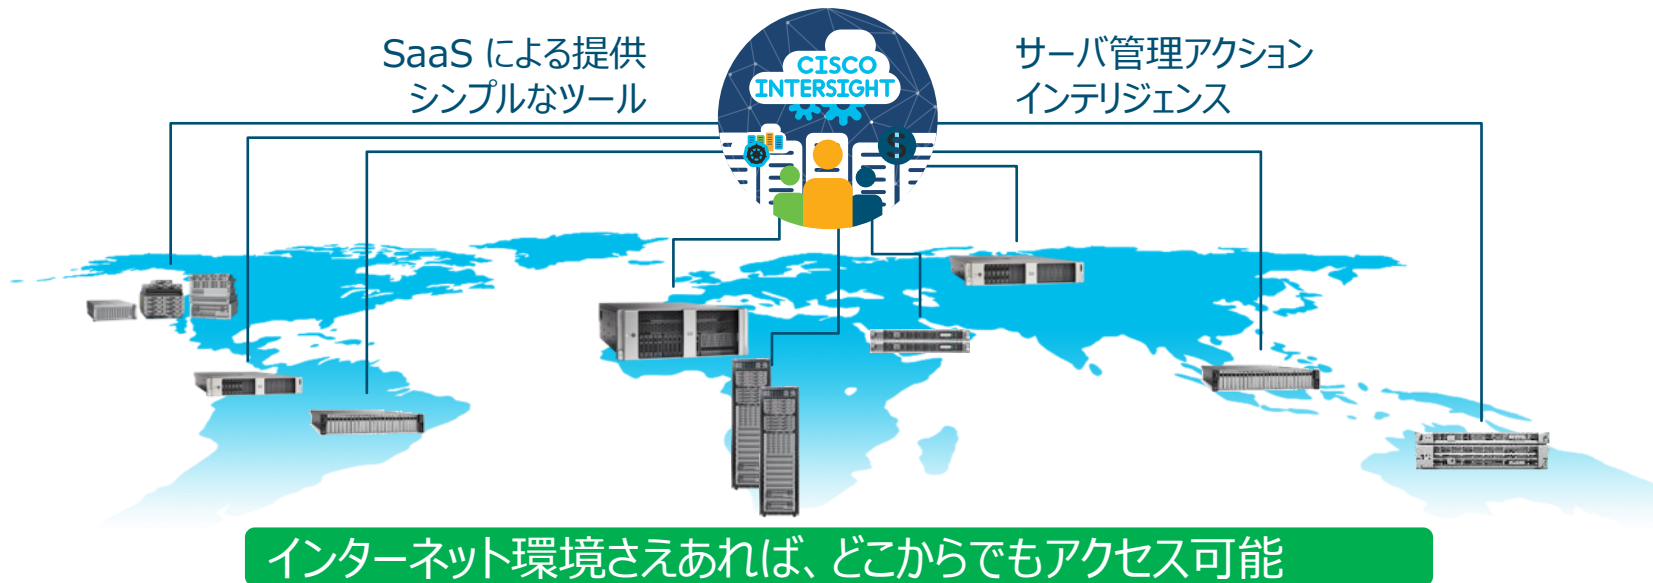 SaaS による提供
シンプルなツール
CISCO
INTERSIGHT
$
サーバ管理アクション
インテリジェンス
インターネット環境さえあれば、どこからでもアクセス可能